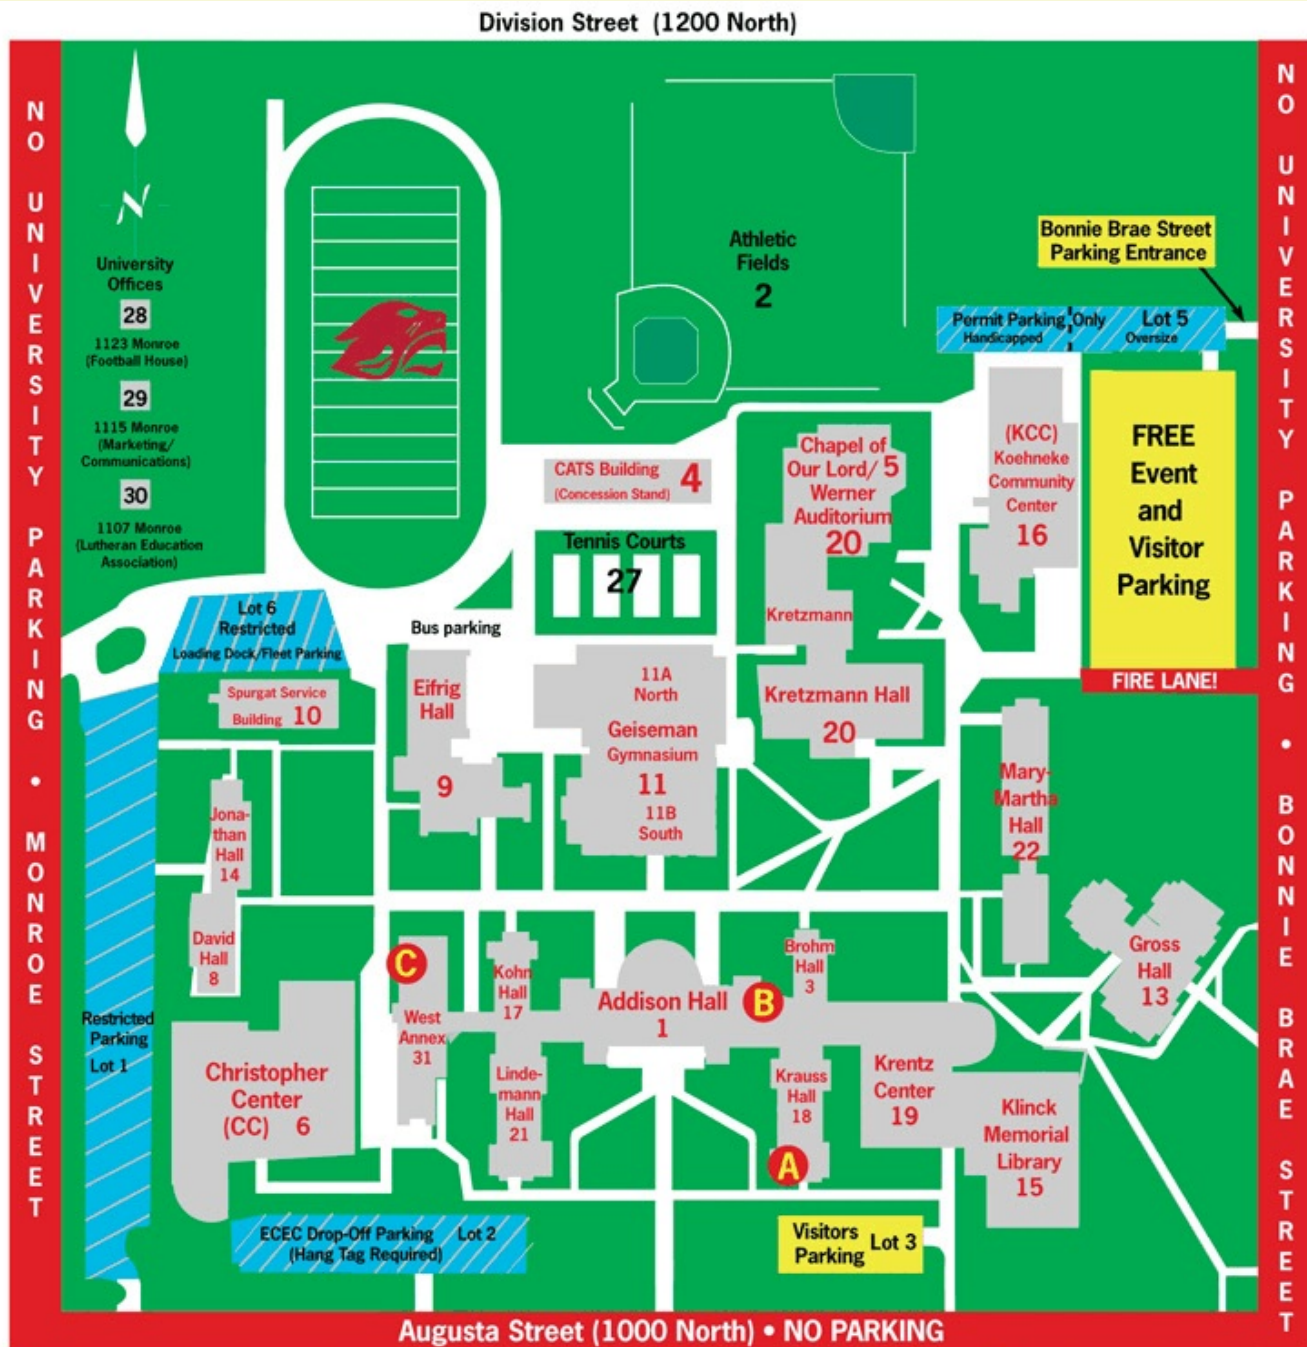 Division Street (1200 North)
NO UNIVERSITY PARKING • MONROE STREET
NO UNIVERSITY PARKING • BONNIE BRAE STREET
N
University
Offices
28
1123 Monroe
(Football House)
29
1115 Monroe
(Marketing/
Communications)
30
1107 Monroe
(Lutheran Education
Association)
Athletic
Fields
2
Bonnie Brae Street
Parking Entrance
Permit Parking Only
Handicapped
Lot 5
Oversize
FREE
Event
and
Visitor
Parking
FIRE LANE!
(KCC)
Koehneke
Community
Center
16
Chapel of
Our Lord/ 5
Werner
Auditorium
20
Kretzmann
Kretzmann Hall
20
CATS Building
(Concession Stand)
4
Tennis Courts
27
Bus parking
Lot 6
Restricted
Loading Dock/Fleet Parking
Spurgat Service
Building 10
Eifrig
Hall
9
11A
North
Geiseman
Gymnasium
11
11B
South
Mary-
Martha
Hall
22
Jona-
than
Hall
14
David
Hall
8
Gross
Hall
13
C
West
Annex
31
Kohn
Hall
17
Addison Hall
1
B
Brohm
Hall
3
Restricted
Parking
Lot 1
Christopher
Center
(CC) 6
Linde-
mann
Hall
21
Krauss
Hall
18
A
Krentz
Center
19
Klinck
Memorial
Library
15
ECEC Drop-Off Parking Lot 2
(Hang Tag Required)
Visitors
Parking
Lot 3
Augusta Street (1000 North) • NO PARKING